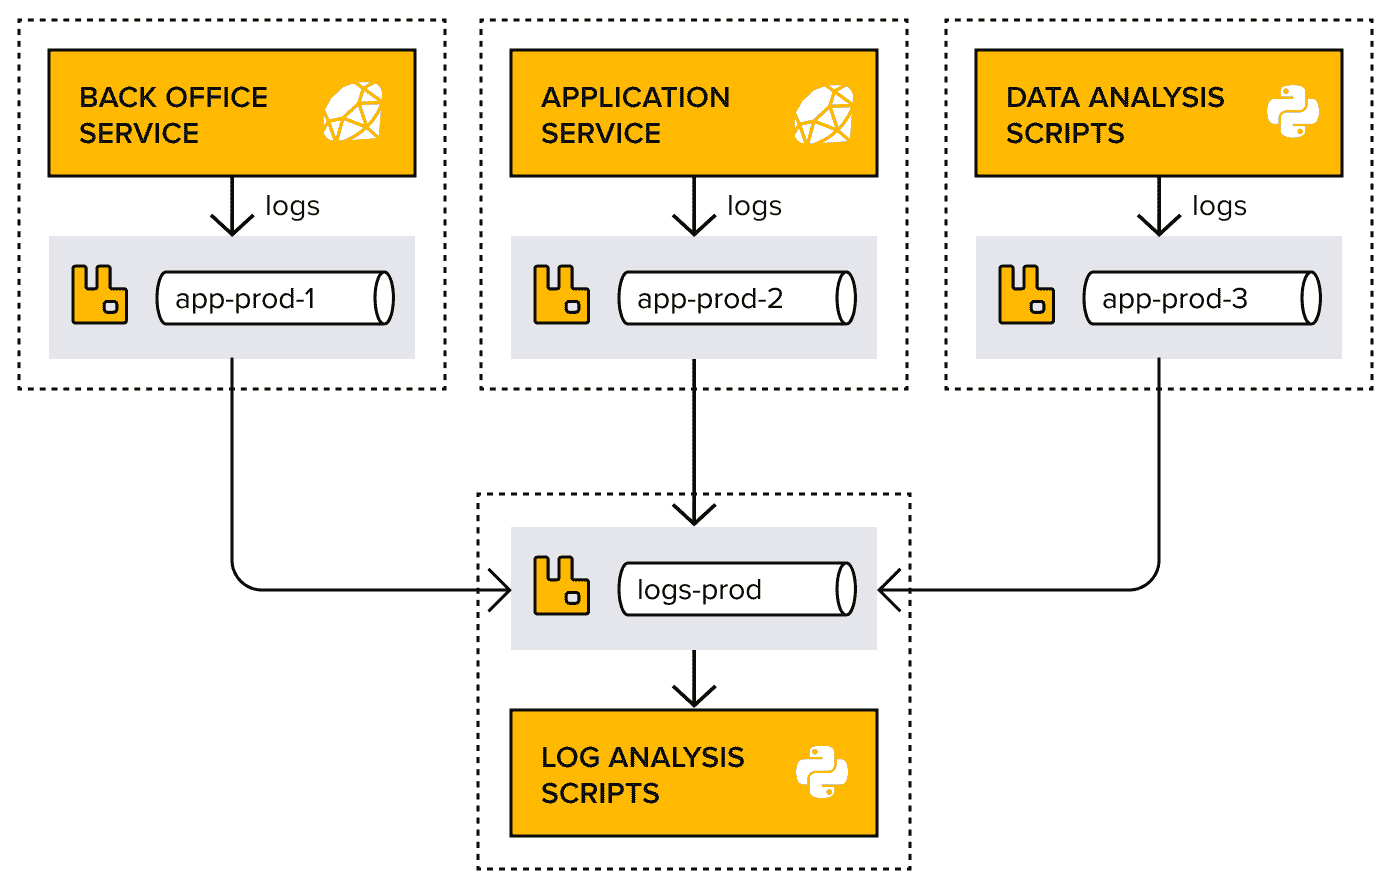 BACK OFFICE
SERVICE
logs
app-prod-1
APPLICATION
SERVICE
logs
app-prod-2
DATA ANALYSIS
SCRIPTS
logs
app-prod-3
logs-prod
LOG ANALYSIS
SCRIPTS